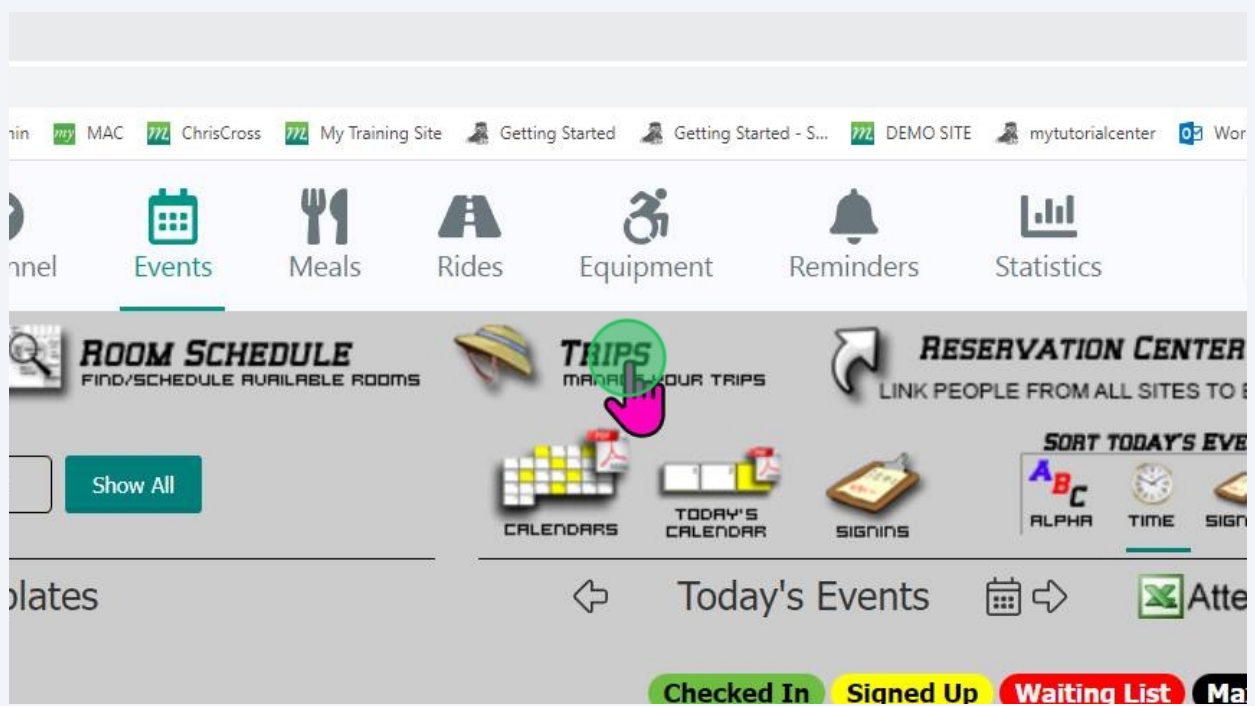 MAC ChrisCross My Training Site Getting Started Getting Started - S... DEMO SITE mytutorialcenter
Events Meals Rides Equipment Reminders Statistics
ROOM SCHEDULE TRIPS RESERVATION CENTER
FIND/SCHEDULE AVAILABLE ROOMS YOUR TRIPS LINK PEOPLE FROM ALL SITES TO
SORT TODAY'S
Show All
CALENDARS TODAY'S CALENDAR SIGNINS ALPHA TIME
Today's Events
Checked In Signed Up Waiting List